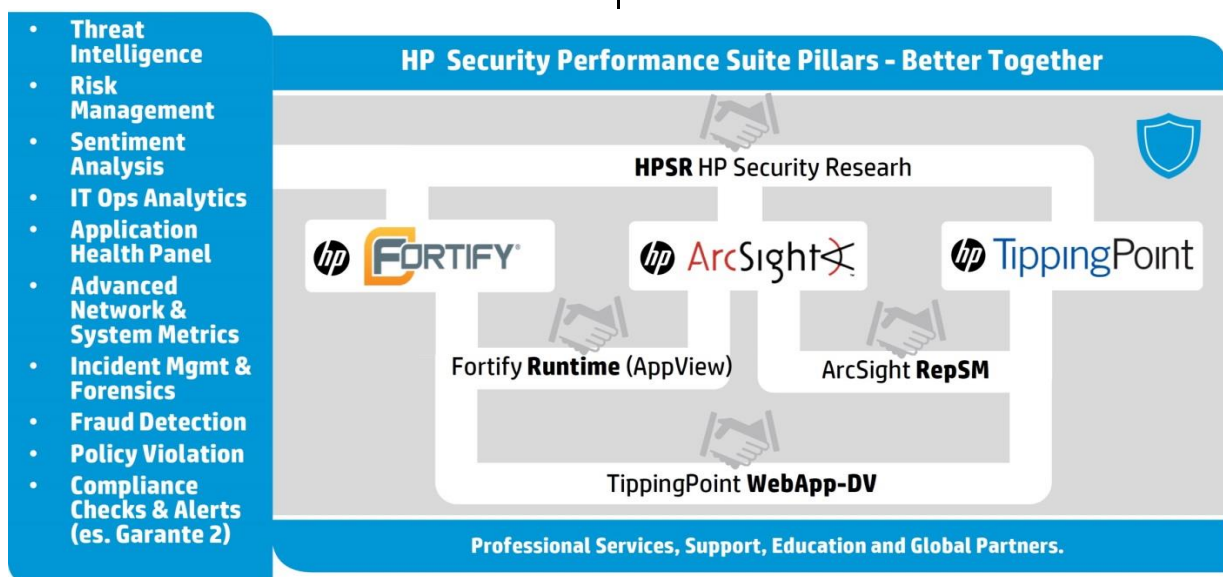 • Threat
Intelligence
• Risk
Management
• Sentiment
Analysis
• IT Ops Analytics
• Application
Health Panel
• Advanced
Network &
System Metrics
• Incident Mgmt &
Forensics
• Fraud Detection
• Policy Violation
• Compliance
Checks & Alerts
(es. Garante 2)
HP Security Performance Suite Pillars - Better Together
HPSR HP Security Researh
hp FORTIFY®
hp ArcSight
hp TippingPoint
Fortify Runtime (AppView)
ArcSight RepSM
TippingPoint WebApp-DV
Professional Services, Support, Education and Global Partners.